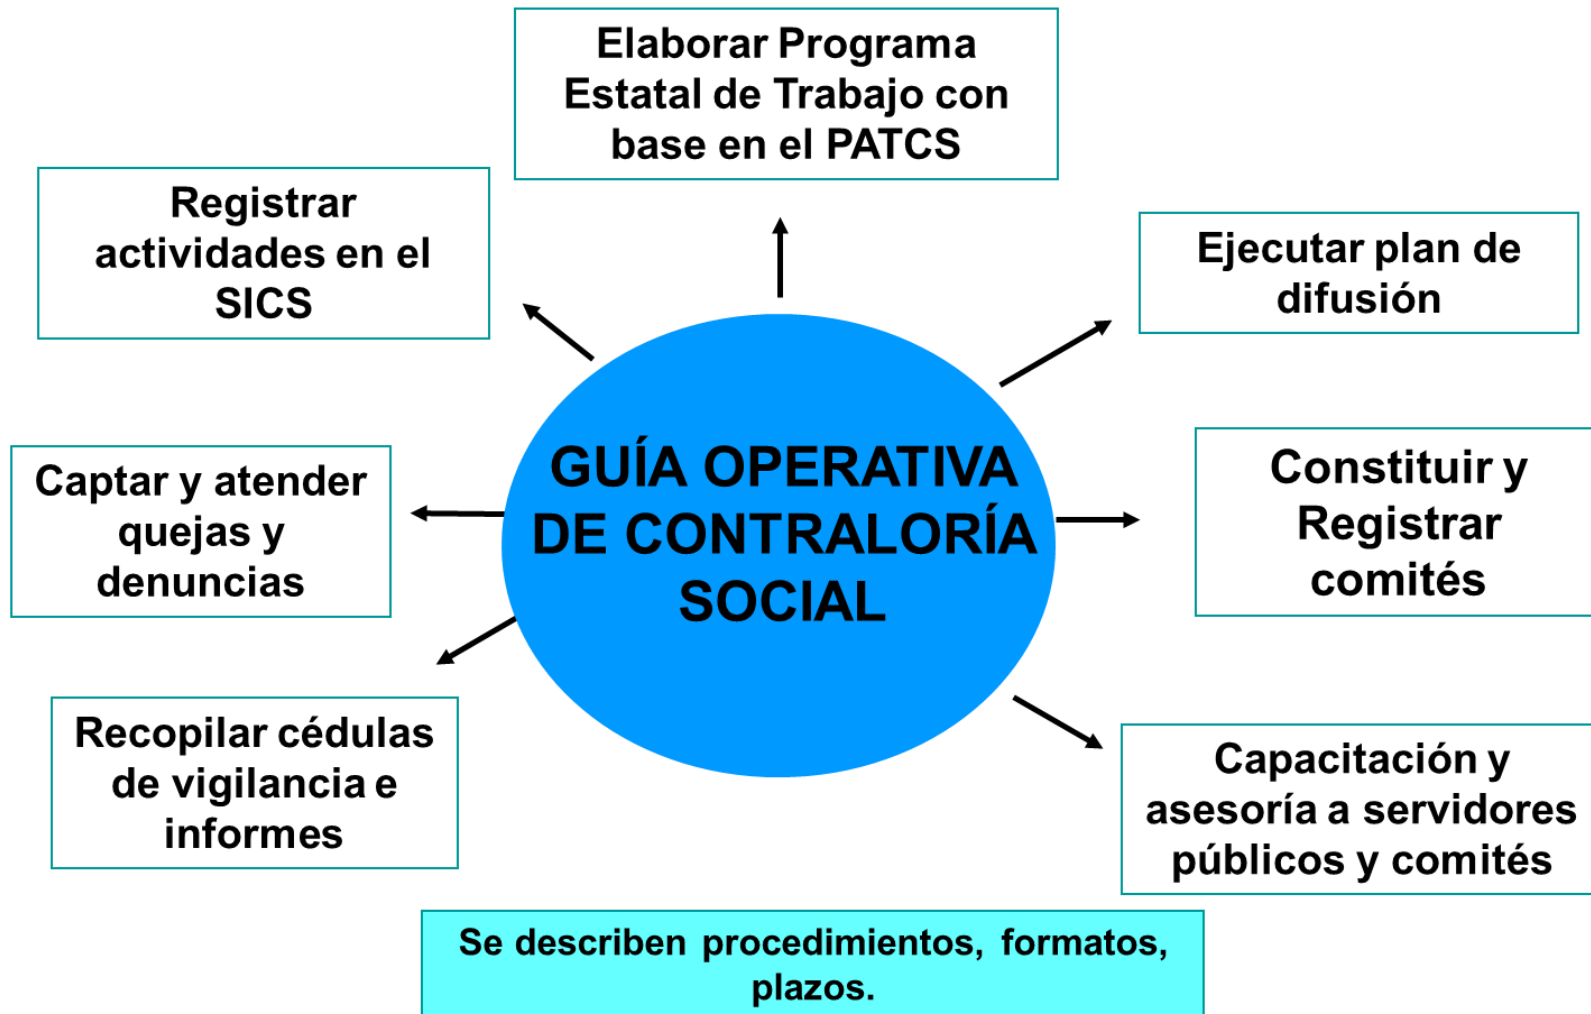 Elaborar Programa
Estatal de Trabajo con
base en el PATCS
Registrar
actividades en el
SICS
Ejecutar plan de
difusión
GUÍA OPERATIVA
DE CONTRALORÍA
SOCIAL
Captar y atender
quejas y
denuncias
Constituir y
Registrar
comités
Recopilar cédulas
de vigilancia e
informes
Capacitación y
asesoría a servidores
públicos y comités
Se describen procedimientos, formatos,
plazos.